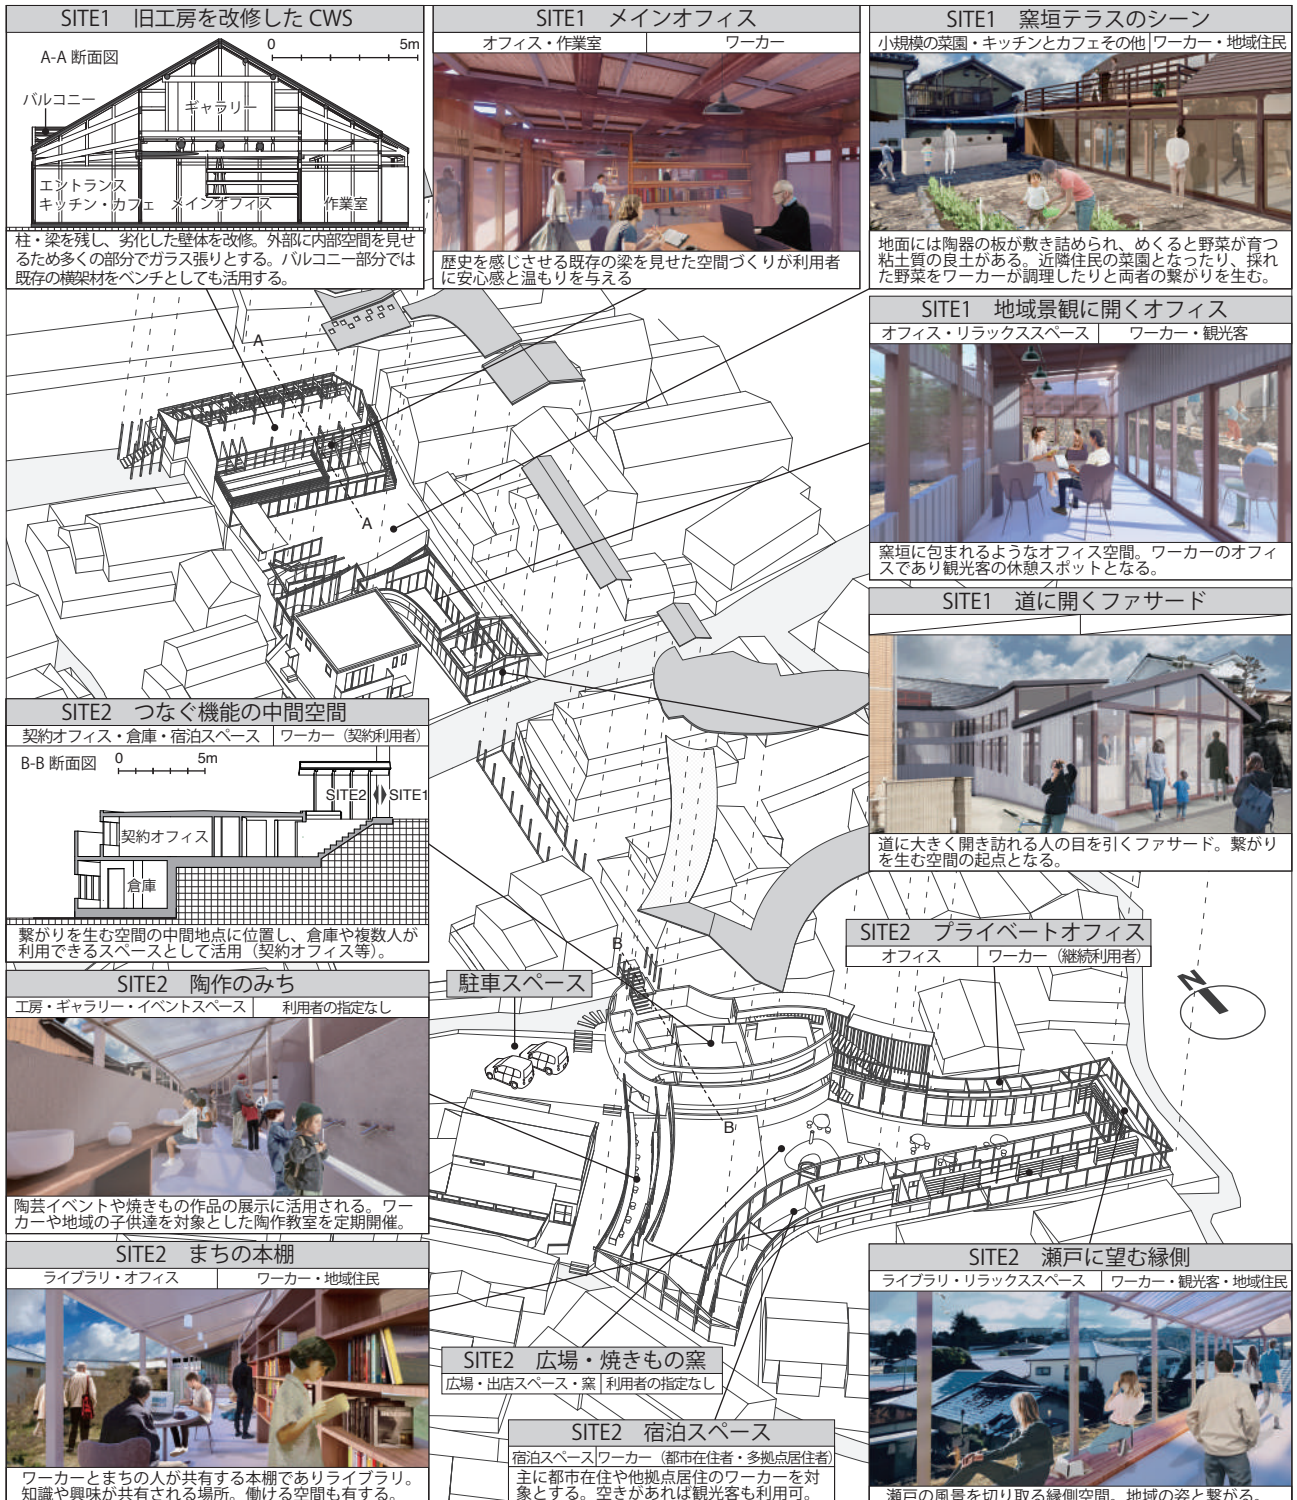 SITE1　旧工房を改修した CWS
A-A 断面図
0
5m
バルコニー
ギャラリー
エントランス
キッチン・カフェ
メインオフィス
作業室
柱・梁を残し、劣化した壁体を改修。外部に内部空間を見せ
るため多くの部分でガラス張りとする。バルコニー部分では
既存の横架材をベンチとしても活用する。
SITE1　メインオフィス
オフィス・作業室
ワーカー
歴史を感じさせる既存の梁を見せた空間づくりが利用者
に安心感と温もりを与える
SITE1　窯垣テラスのシーン
小規模の菜園・キッチンとカフェその他
ワーカー・地域住民
地面には陶器の板が敷き詰められ、めくると野菜が育つ
粘土質の良土がある。近隣住民の菜園となったり、採れ
た野菜をワーカーが調理したりと両者の繋がりを生む。
SITE1　地域景観に開くオフィス
オフィス・リラックススペース
ワーカー・観光客
窯垣に包まれるようなオフィス空間。ワーカーのオフィ
スであり観光客の休憩スポットとなる。
SITE1　道に開くファサード
道に大きく開き訪れる人の目を引くファサード。繋がり
を生む空間の起点となる。
A
A
SITE2　つなぐ機能の中間空間
契約オフィス・倉庫・宿泊スペース
ワーカー（契約利用者）
B-B 断面図
0
5m
SITE2
SITE1
契約オフィス
倉庫
繋がりを生む空間の中間地点に位置し、倉庫や複数人が
利用できるスペースとして活用（契約オフィス等）。
SITE2　プライベートオフィス
オフィス
ワーカー（継続利用者）
駐車スペース
B
B
N
SITE2　陶作のみち
工房・ギャラリー・イベントスペース
利用者の指定なし
陶芸イベントや焼きもの作品の展示に活用される。ワー
カーや地域の子供達を対象とした陶作教室を定期開催。
SITE2　まちの本棚
ライブラリ・オフィス
ワーカー・地域住民
ワーカーとまちの人が共有する本棚でありライブラリ。
知識や興味が共有される場所。働ける空間も有する。
SITE2　広場・焼きもの窯
広場・出店スペース・窯
利用者の指定なし
SITE2　宿泊スペース
宿泊スペース
ワーカー（都市在住者・多拠点居住者）
主に都市在住や他拠点居住のワーカーを対
象とする。空きがあれば観光客も利用可。
SITE2　瀬戸に望む縁側
ライブラリ・リラックススペース
ワーカー・観光客・地域住民
瀬戸の風景を切り取る縁側空間。地域の姿と繋がる。